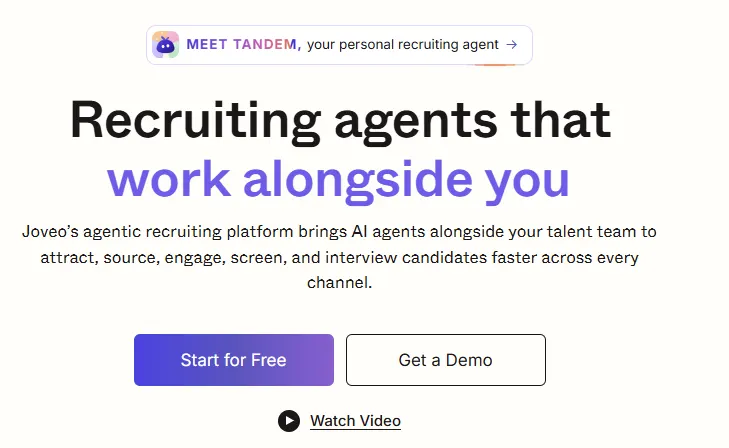 MEET TANDEM, your personal recruiting agent →
Recruiting agents that
work alongside you
Joveo's agentic recruiting platform brings AI agents alongside your talent team to
attract, source, engage, screen, and interview candidates faster across every
channel.
Start for Free
Get a Demo
Watch Video